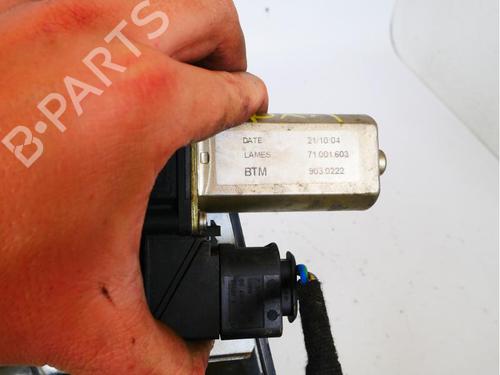 B-PARTS
DATE 21/10:04
LAMES 71.001.603
BTM 903.0222